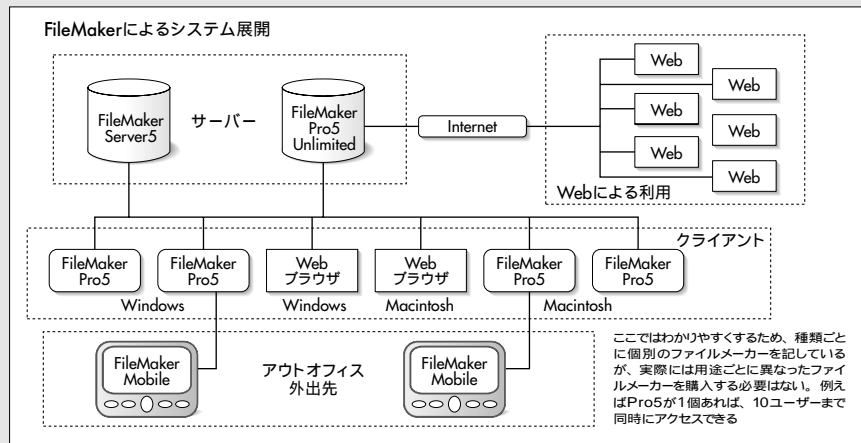 FileMakerによるシステム展開
FileMaker
Server5
サーバー
FileMaker
Pro5
Unlimited
Internet
Web
Web
Web
Web
Web
Web
Webによる利用
クライアント
FileMaker
Pro5
FileMaker
Pro5
Web
ブラウザ
Web
ブラウザ
FileMaker
Pro5
FileMaker
Pro5
Windows
Windows
Macintosh
Macintosh
FileMaker
Mobile
アウトオフィス
外出先
FileMaker
Mobile
ここではわかりやすくするため、種類ごと
に個別のファイルメーカーを記している
が、実際には用途ごとに異なったファイ
ルメーカーを購入する必要はない。例え
ばPro5が1個あれば、10ユーザーまで
同時にアクセスできる